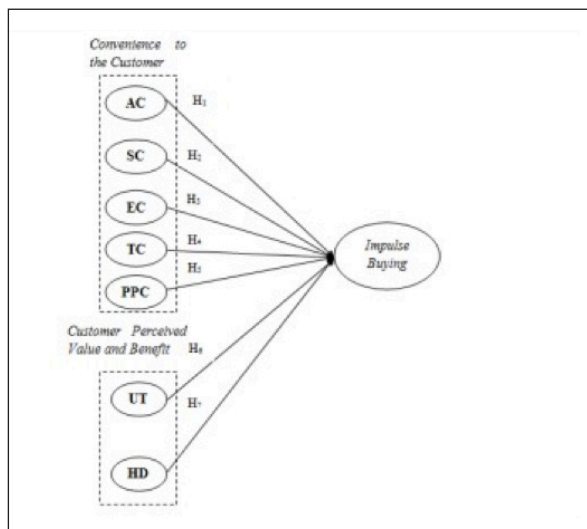 Convenience to
the Customer
AC
H₁
SC
H₂
EC
H₃
TC
H₄
PPC
H₅
Impulse
Buying
Customer Perceived
Value and Benefit
H₆
UT
H₇
HD